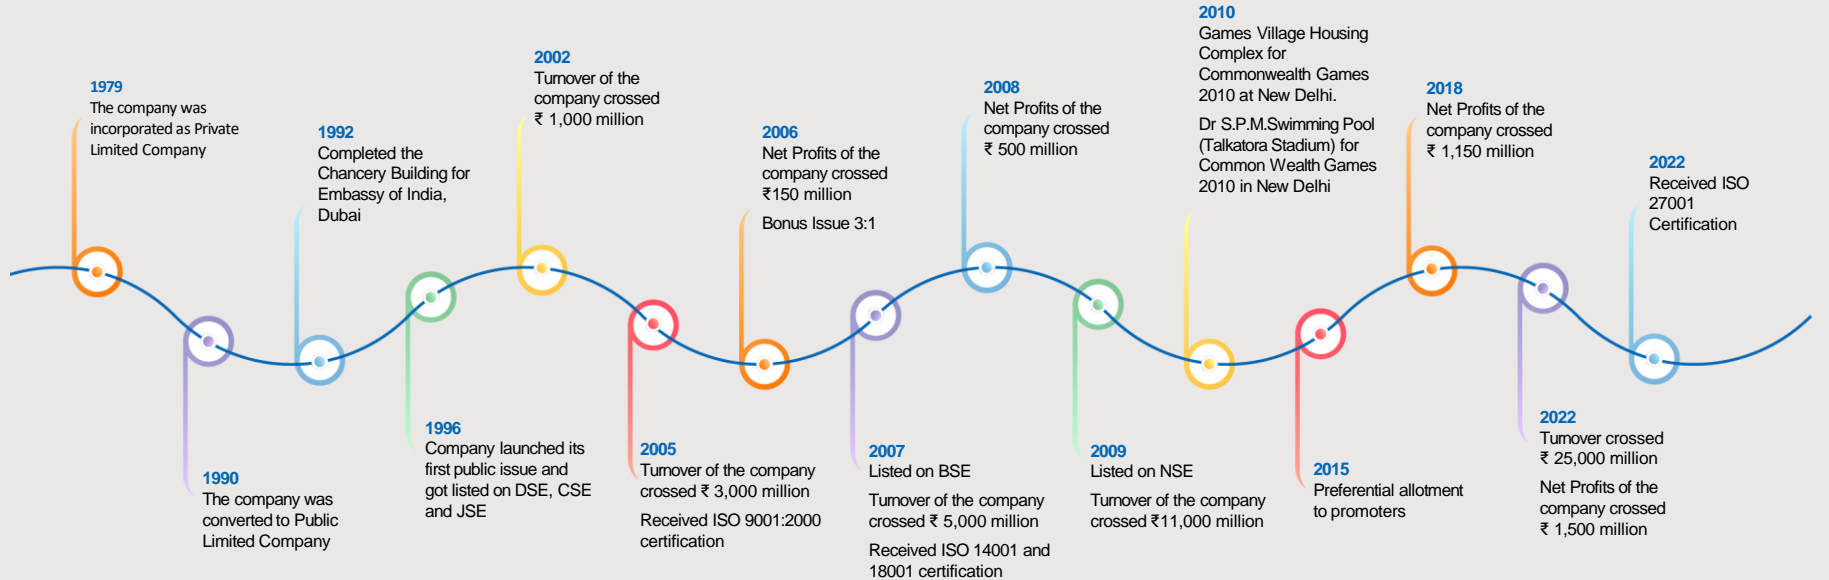 1979
The company was
incorporated as Private
Limited Company
1990
The company was
converted to Public
Limited Company
1992
Completed the
Chancery Building for
Embassy of India,
Dubai
1996
Company launched its
first public issue and
got listed on DSE, CSE
and JSE
2002
Turnover of the
company crossed
₹ 1,000 million
2005
Turnover of the company
crossed ₹ 3,000 million
Received ISO 9001:2000
certification
2006
Net Profits of the
company crossed
₹150 million
Bonus Issue 3:1
2007
Listed on BSE
Turnover of the company
crossed ₹ 5,000 million
Received ISO 14001 and
18001 certification
2008
Net Profits of the
company crossed
₹ 500 million
2009
Listed on NSE
Turnover of the company
crossed ₹11,000 million
2010
Games Village Housing
Complex for
Commonwealth Games
2010 at New Delhi.
Dr S.P.M.Swimming Pool
(Talkatora Stadium) for
Common Wealth Games
2010 in New Delhi
2015
Preferential allotment
to promoters
2018
Net Profits of the
company crossed
₹ 1,150 million
2022
Turnover crossed
₹ 25,000 million
Net Profits of the
company crossed
₹ 1,500 million
2022
Received ISO
27001
Certification